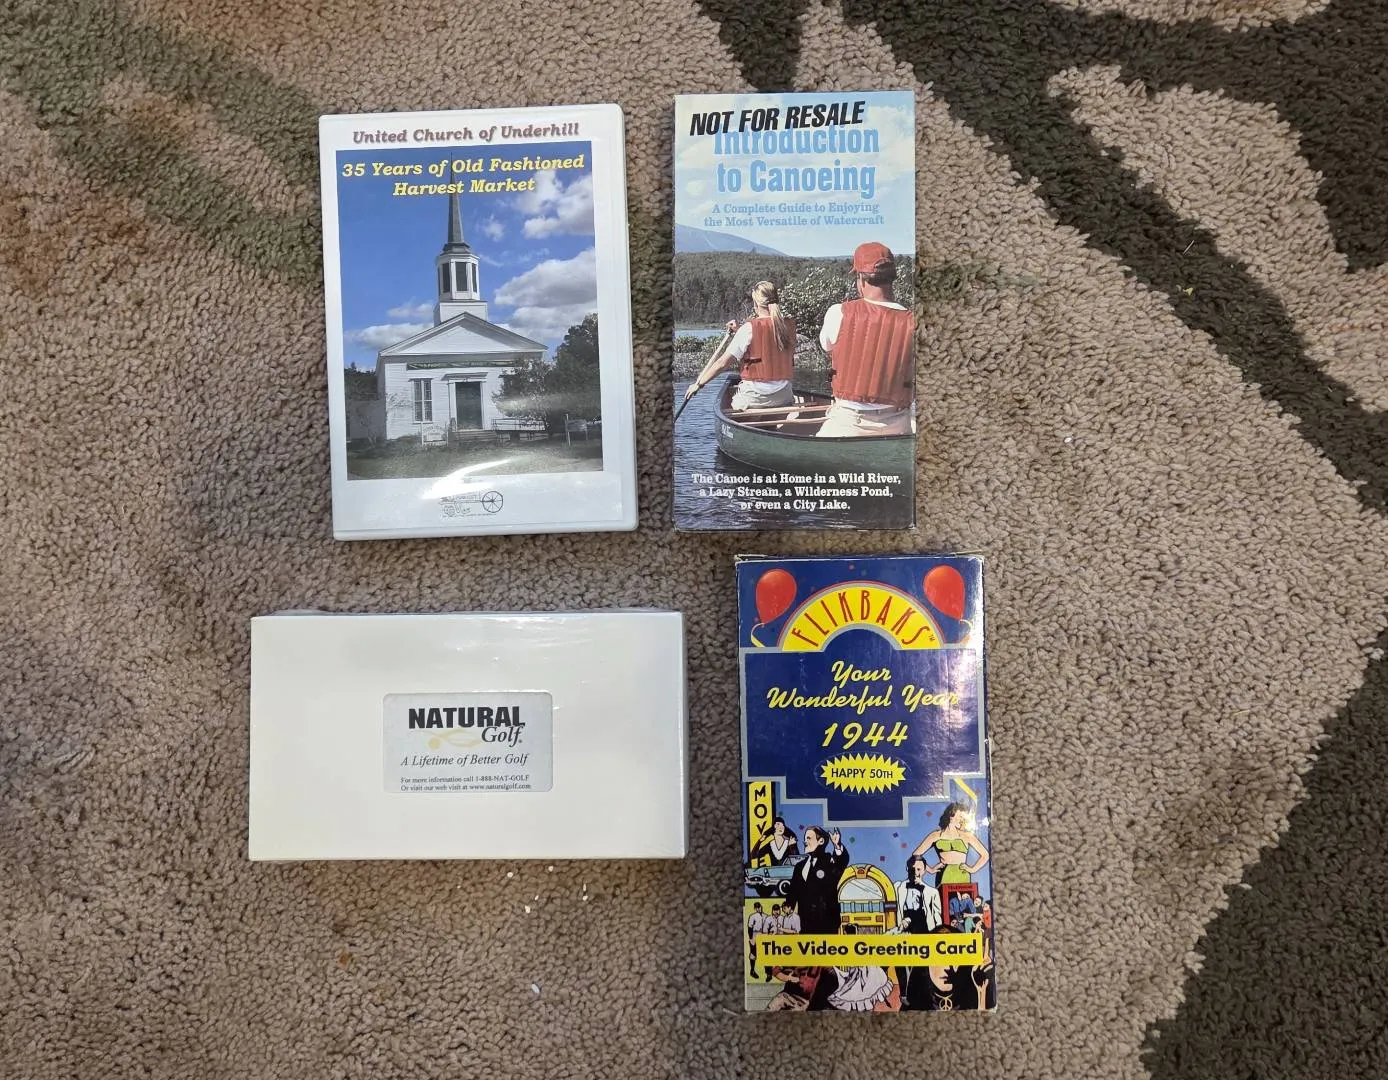 United Church of Underhill
35 Years of Old Fashioned
Harvest Market
NOT FOR RESALE
Introduction
to Canoeing
A Complete Guide to Enjoying
the Most Versatile of Watercraft
The Canoe is at Home in a Wild River,
a Lazy Stream, a Wilderness Pond,
or even a City Lake.
NATURAL
Golf®
A Lifetime of Better Golf
For more information call 1-888-NAT-GOLF
Or visit our web visit at www.naturalgolf.com
FLIKBAKS™
Your
Wonderful Year
1944
HAPPY 50TH
MOVIE
TELEPHONE
The Video Greeting Card